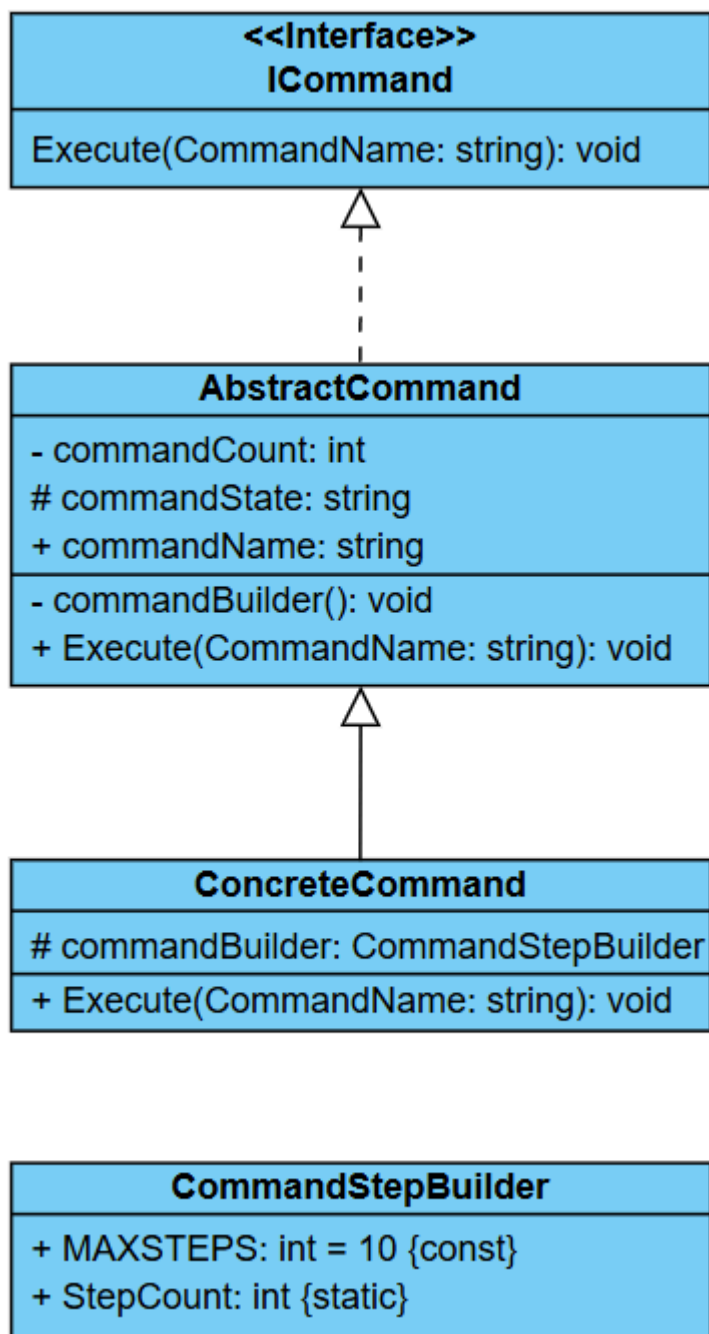 <<Interface>>
ICommand
Execute(CommandName: string): void
AbstractCommand
- commandCount: int
# commandState: string
+ commandName: string
- commandBuilder(): void
+ Execute(CommandName: string): void
ConcreteCommand
# commandBuilder: CommandStepBuilder
+ Execute(CommandName: string): void
CommandStepBuilder
+ MAXSTEPS: int = 10 {const}
+ StepCount: int {static}